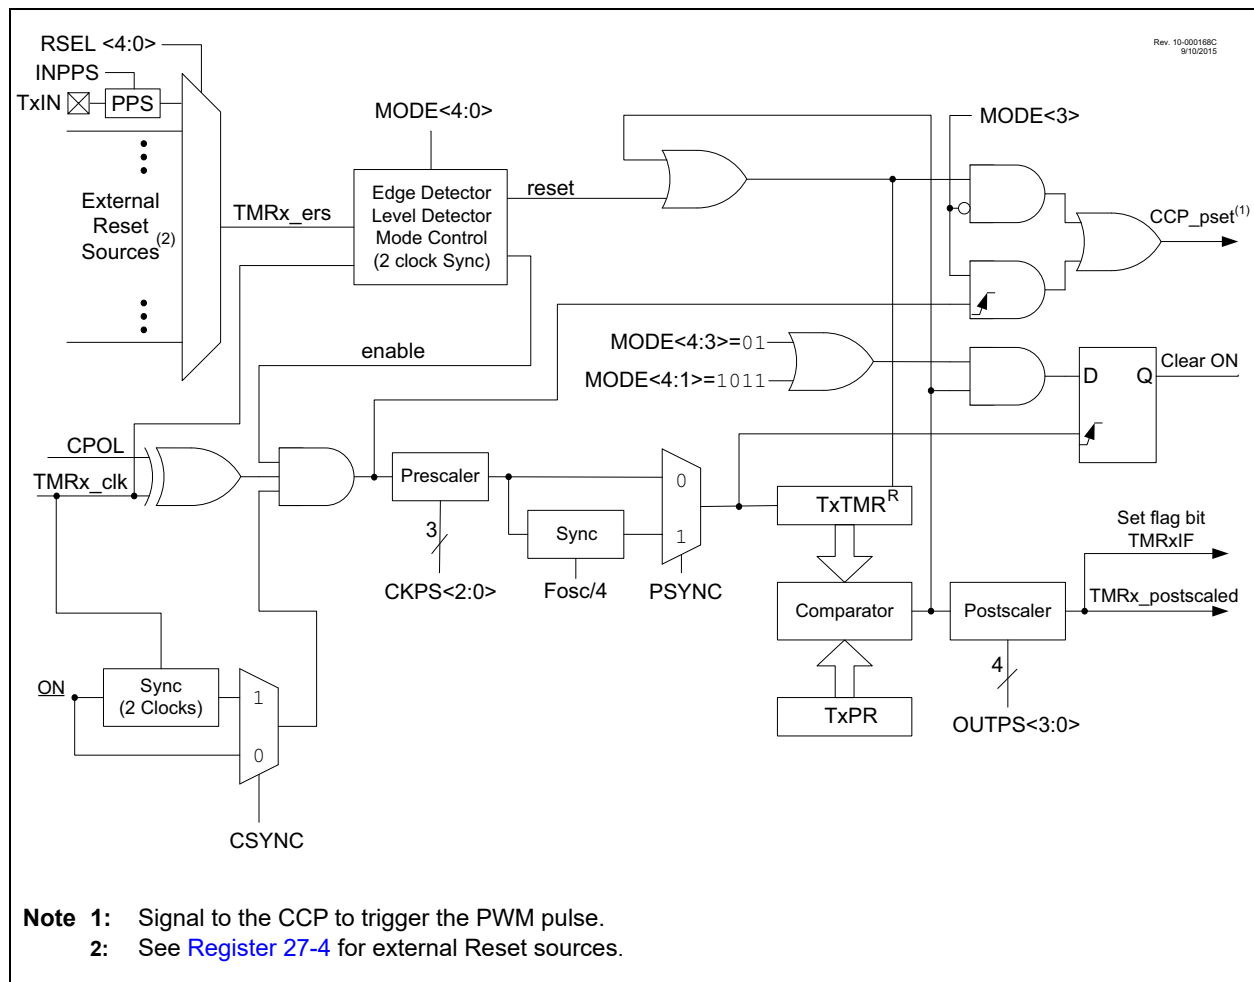 RSEL <4:0>
Rev. 10-000168C
9/10/2015
INPPS
TxIN
PPS
MODE<4:0>
MODE<3>
External
Reset
Sources(2)
TMRx_ers
Edge Detector
Level Detector
Mode Control
(2 clock Sync)
reset
enable
CCP_pset(1)
MODE<4:3>=01
MODE<4:1>=1011
D
Q
Clear ON
CPOL
TMRx_clk
Prescaler
3
CKPS<2:0>
Sync
Fosc/4
0
1
PSYNC
TxTMR
R
Comparator
TxPR
Postscaler
4
OUTPS<3:0>
Set flag bit
TMRxIF
TMRx_postscaled
ON
Sync
(2 Clocks)
1
0
CSYNC
Note 1: Signal to the CCP to trigger the PWM pulse.
2: See Register 27-4 for external Reset sources.